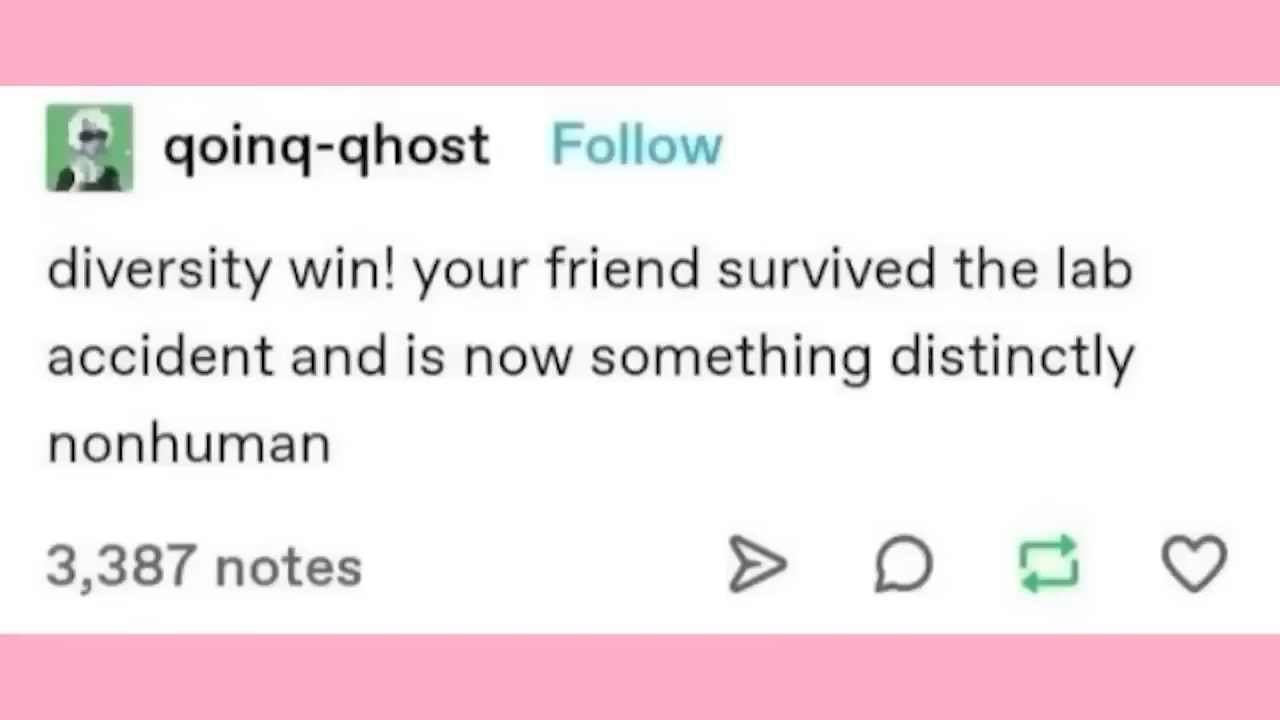 qoinq-qhost Follow
diversity win! your friend survived the lab
accident and is now something distinctly
nonhuman
3,387 notes